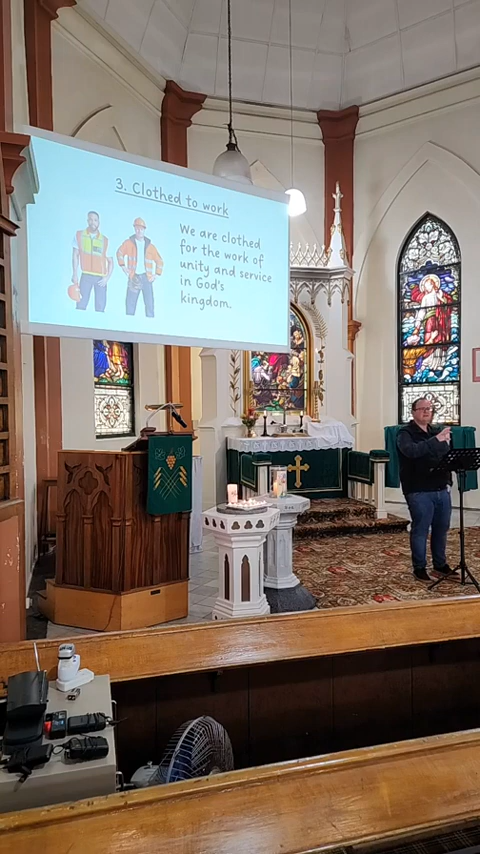 3. Clothed to work
We are clothed
for the work of
unity and service
in God's
kingdom.